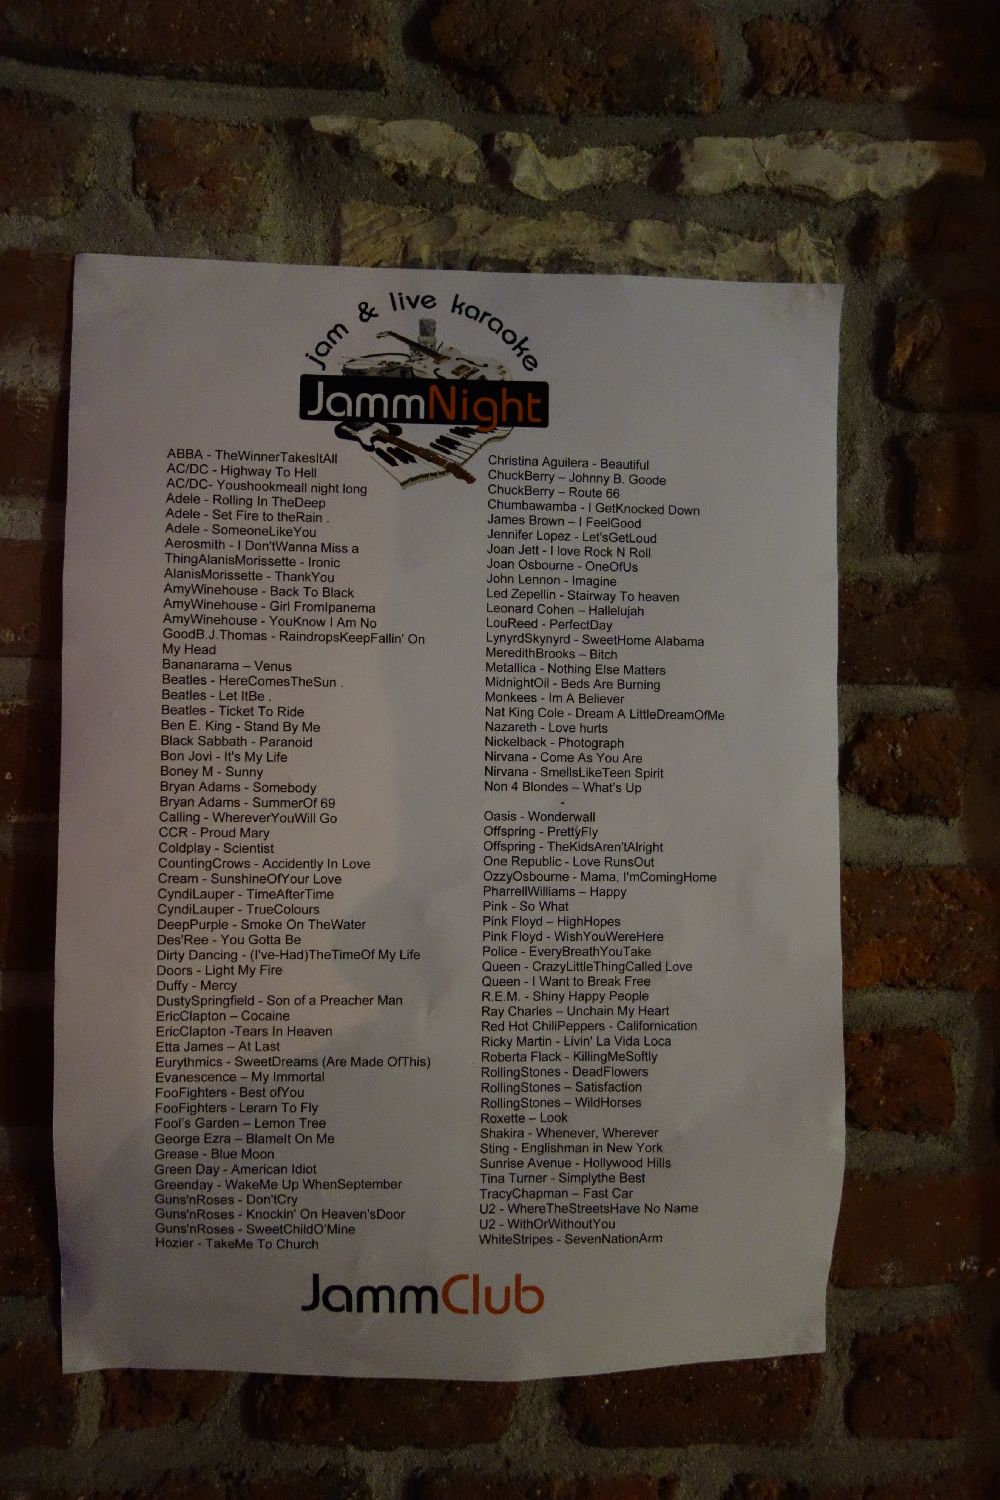 jam & live karaoke
JammNight
ABBA - TheWinnerTakesItAll
AC/DC - Highway To Hell
AC/DC- Youshookmeall night long
Adele - Rolling In TheDeep
Adele - Set Fire to theRain .
Adele - SomeoneLikeYou
Aerosmith - I Don'tWanna Miss a
ThingAlanisMorissette - Ironic
AlanisMorissette - ThankYou
AmyWinehouse - Back To Black
AmyWinehouse - Girl FromIpanema
AmyWinehouse - YouKnow I Am No
GoodB.J.Thomas - RaindropsKeepFallin' On
My Head
Bananarama – Venus
Beatles - HereComesTheSun .
Beatles - Let ItBe .
Beatles - Ticket To Ride
Ben E. King - Stand By Me
Black Sabbath - Paranoid
Bon Jovi - It's My Life
Boney M - Sunny
Bryan Adams - Somebody
Bryan Adams - SummerOf 69
Calling - WhereverYouWill Go
CCR - Proud Mary
Coldplay - Scientist
CountingCrows - Accidently In Love
Cream - SunshineOfYour Love
CyndiLauper - TimeAfterTime
CyndiLauper - TrueColours
DeepPurple - Smoke On TheWater
Des'Ree - You Gotta Be
Dirty Dancing - (I've-Had)TheTimeOf My Life
Doors - Light My Fire
Duffy - Mercy
DustySpringfield - Son of a Preacher Man
EricClapton – Cocaine
EricClapton -Tears In Heaven
Etta James – At Last
Eurythmics - SweetDreams (Are Made OfThis)
Evanescence – My Immortal
FooFighters - Best ofYou
FooFighters - Lerarn To Fly
Fool's Garden – Lemon Tree
George Ezra – BlameIt On Me
Grease - Blue Moon
Green Day - American Idiot
Greenday - WakeMe Up WhenSeptember
Guns'nRoses - Don'tCry
Guns'nRoses - Knockin' On Heaven'sDoor
Guns'nRoses - SweetChildO'Mine
Hozier - TakeMe To Church
Christina Aguilera - Beautiful
ChuckBerry – Johnny B. Goode
ChuckBerry – Route 66
Chumbawamba - I GetKnocked Down
James Brown – I FeelGood
Jennifer Lopez - Let'sGetLoud
Joan Jett - I love Rock N Roll
Joan Osbourne - OneOfUs
John Lennon - Imagine
Led Zepellin - Stairway To heaven
Leonard Cohen – Hallelujah
LouReed - PerfectDay
LynyrdSkynyrd - SweetHome Alabama
MeredithBrooks – Bitch
Metallica - Nothing Else Matters
MidnightOil - Beds Are Burning
Monkees - Im A Believer
Nat King Cole - Dream A LittleDreamOfMe
Nazareth - Love hurts
Nickelback - Photograph
Nirvana - Come As You Are
Nirvana - SmellsLikeTeen Spirit
Non 4 Blondes – What's Up
-
Oasis - Wonderwall
Offspring - PrettyFly
Offspring - TheKidsAren'tAlright
One Republic - Love RunsOut
OzzyOsbourne - Mama, I'mComingHome
PharrellWilliams – Happy
Pink - So What
Pink Floyd – HighHopes
Pink Floyd - WishYouWereHere
Police - EveryBreathYouTake
Queen - CrazyLittleThingCalled Love
Queen - I Want to Break Free
R.E.M. - Shiny Happy People
Ray Charles – Unchain My Heart
Red Hot ChiliPeppers - Californication
Ricky Martin - Livin' La Vida Loca
Roberta Flack - KillingMeSoftly
RollingStones – DeadFlowers
RollingStones – Satisfaction
RollingStones – WildHorses
Roxette – Look
Shakira - Whenever, Wherever
Sting - Englishman in New York
Sunrise Avenue - Hollywood Hills
Tina Turner - Simplythe Best
TracyChapman – Fast Car
U2 - WhereTheStreetsHave No Name
U2 - WithOrWithoutYou
WhiteStripes - SevenNationArm
JammClub